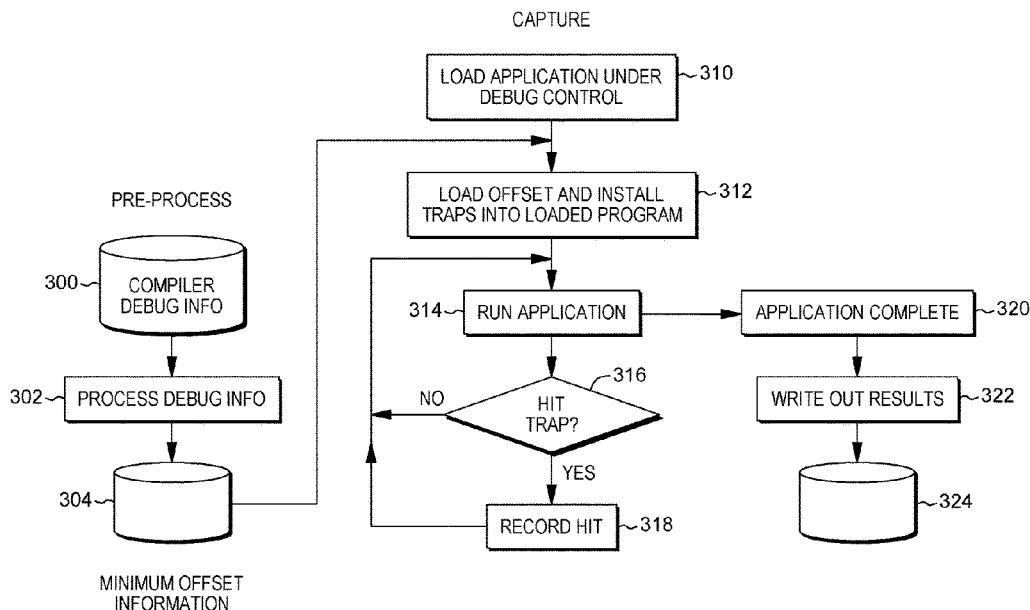 CAPTURE
LOAD APPLICATION UNDER
DEBUG CONTROL
310
LOAD OFFSET AND INSTALL
TRAPS INTO LOADED PROGRAM
312
PRE-PROCESS
300
COMPILER
DEBUG INFO
314
RUN APPLICATION
APPLICATION COMPLETE
320
302
PROCESS DEBUG INFO
316
NO
HIT
TRAP?
WRITE OUT RESULTS
322
YES
304
RECORD HIT
318
324
MINIMUM OFFSET
INFORMATION